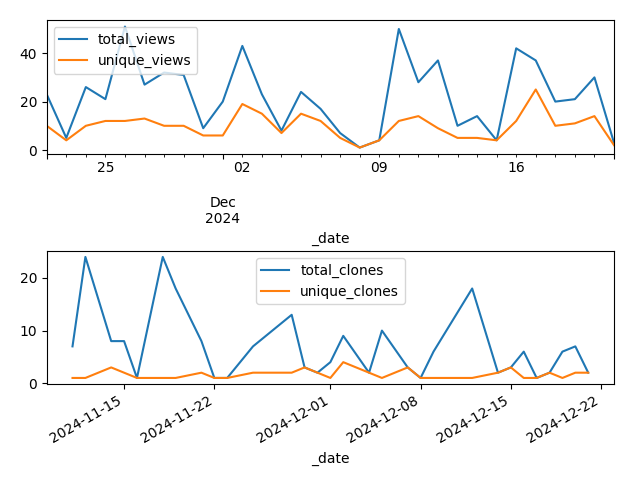 total_views
unique_views
40
20
0
25 02 09 16
Dec
2024
_date
total_clones
unique_clones
20
10
0
2024-11-15 2024-11-22 2024-12-01 2024-12-08 2024-12-15 2024-12-22
_date